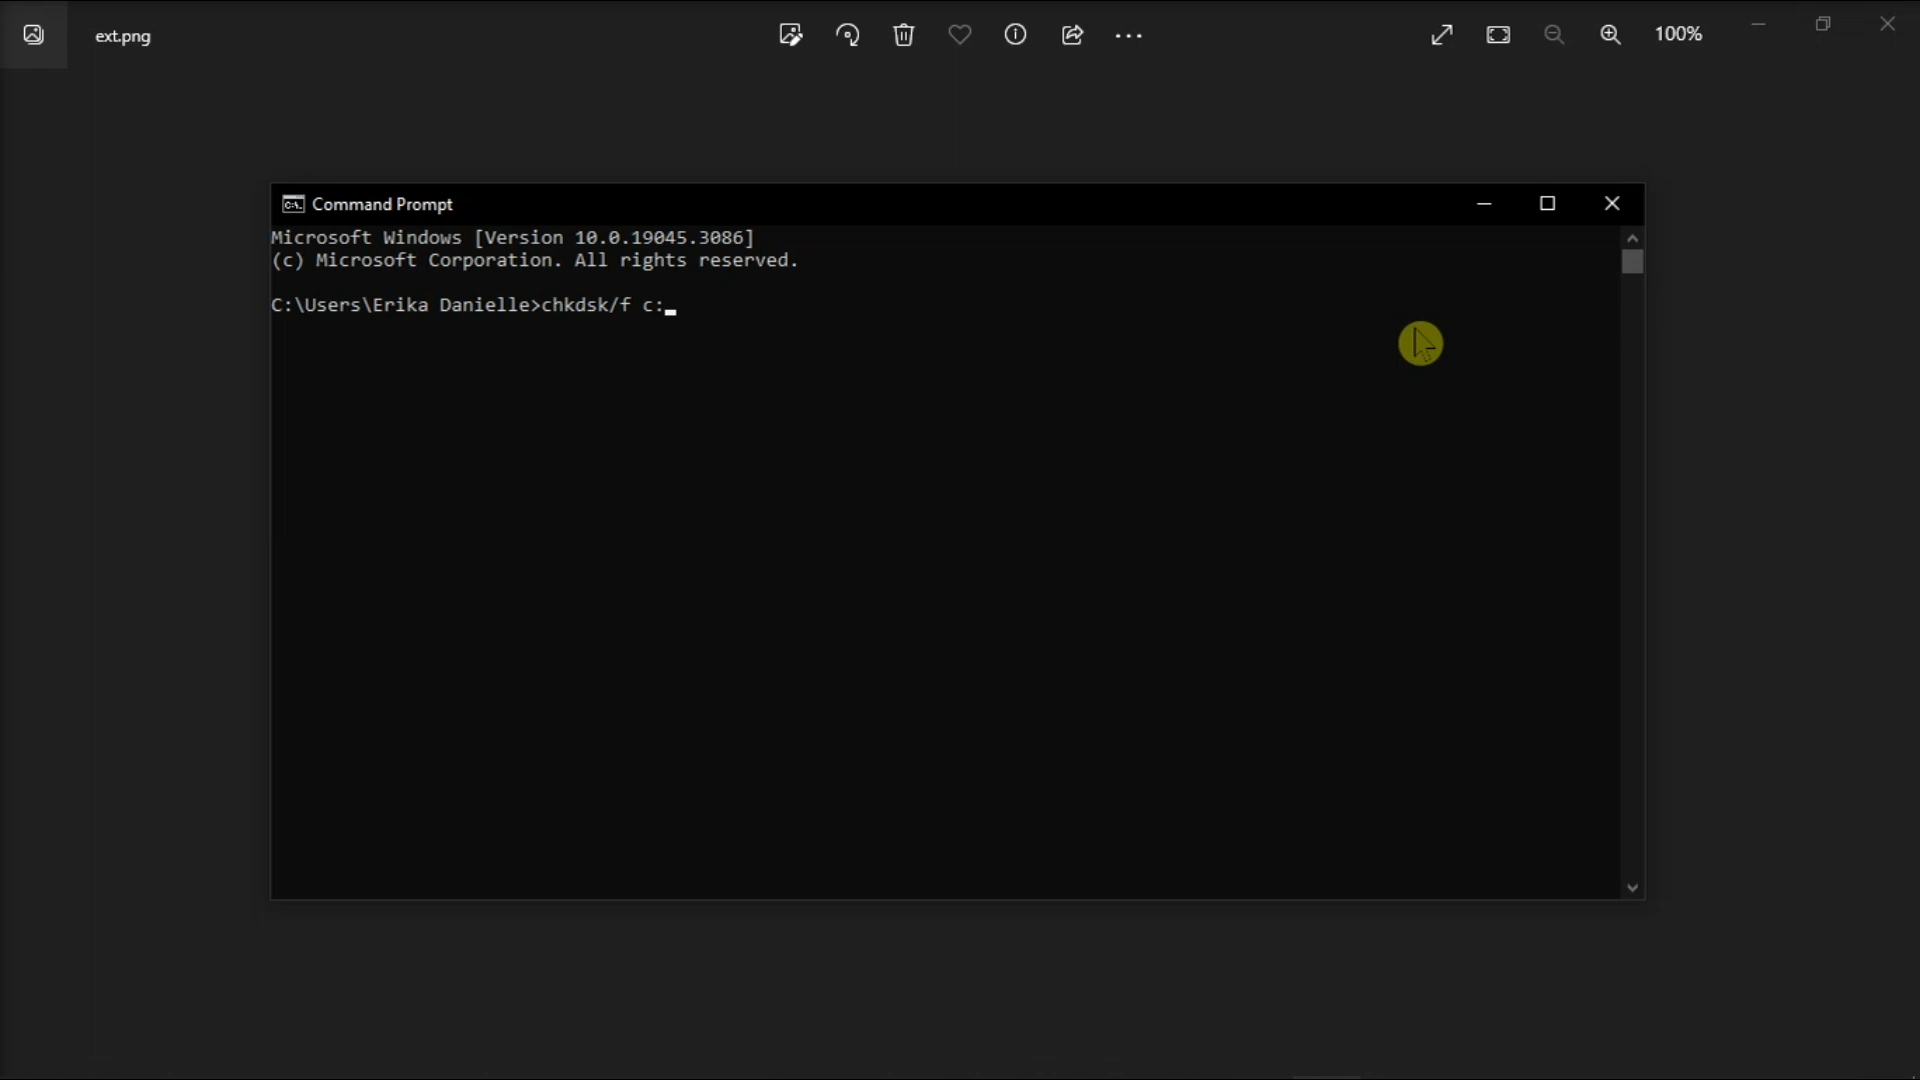 ext.png
100%
Command Prompt
Microsoft Windows [Version 10.0.19045.3086]
(c) Microsoft Corporation. All rights reserved.
C:\Users\Erika Danielle>chkdsk/f c: